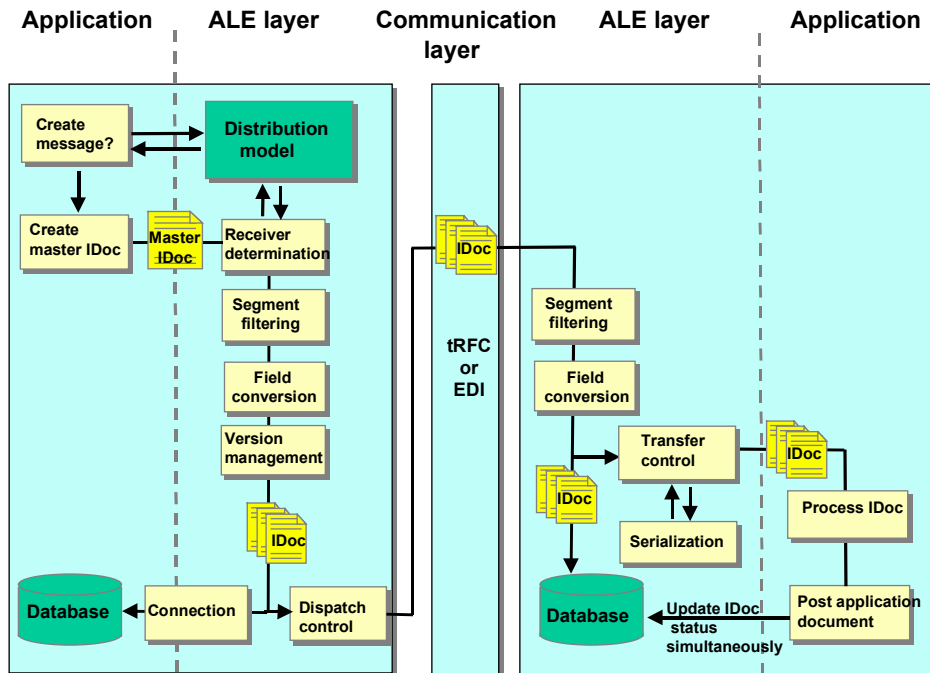 Application
ALE layer
Communication
layer
ALE layer
Application
Create
message?
Distribution
model
Create
master IDoc
Master
IDoc
Receiver
determination
Segment
filtering
Field
conversion
Version
management
IDoc
Database
Connection
Dispatch
control
IDoc
tRFC
or
EDI
Segment
filtering
Field
conversion
Transfer
control
IDoc
IDoc
Serialization
Process IDoc
Database
Update IDoc
status
simultaneously
Post application
document